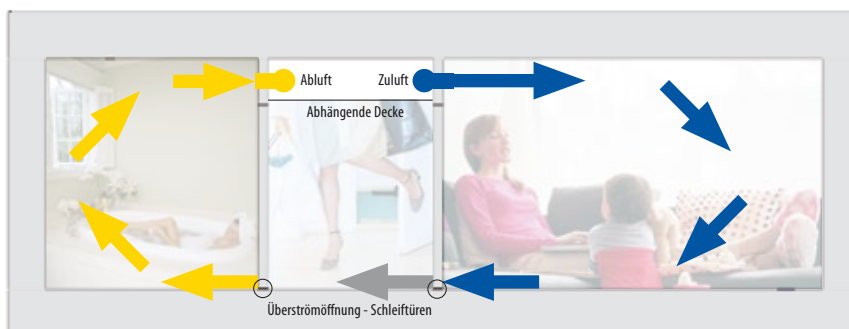 Abluft Zuluft
Abhängende Decke
Überströmöffnung - Schleiftüren